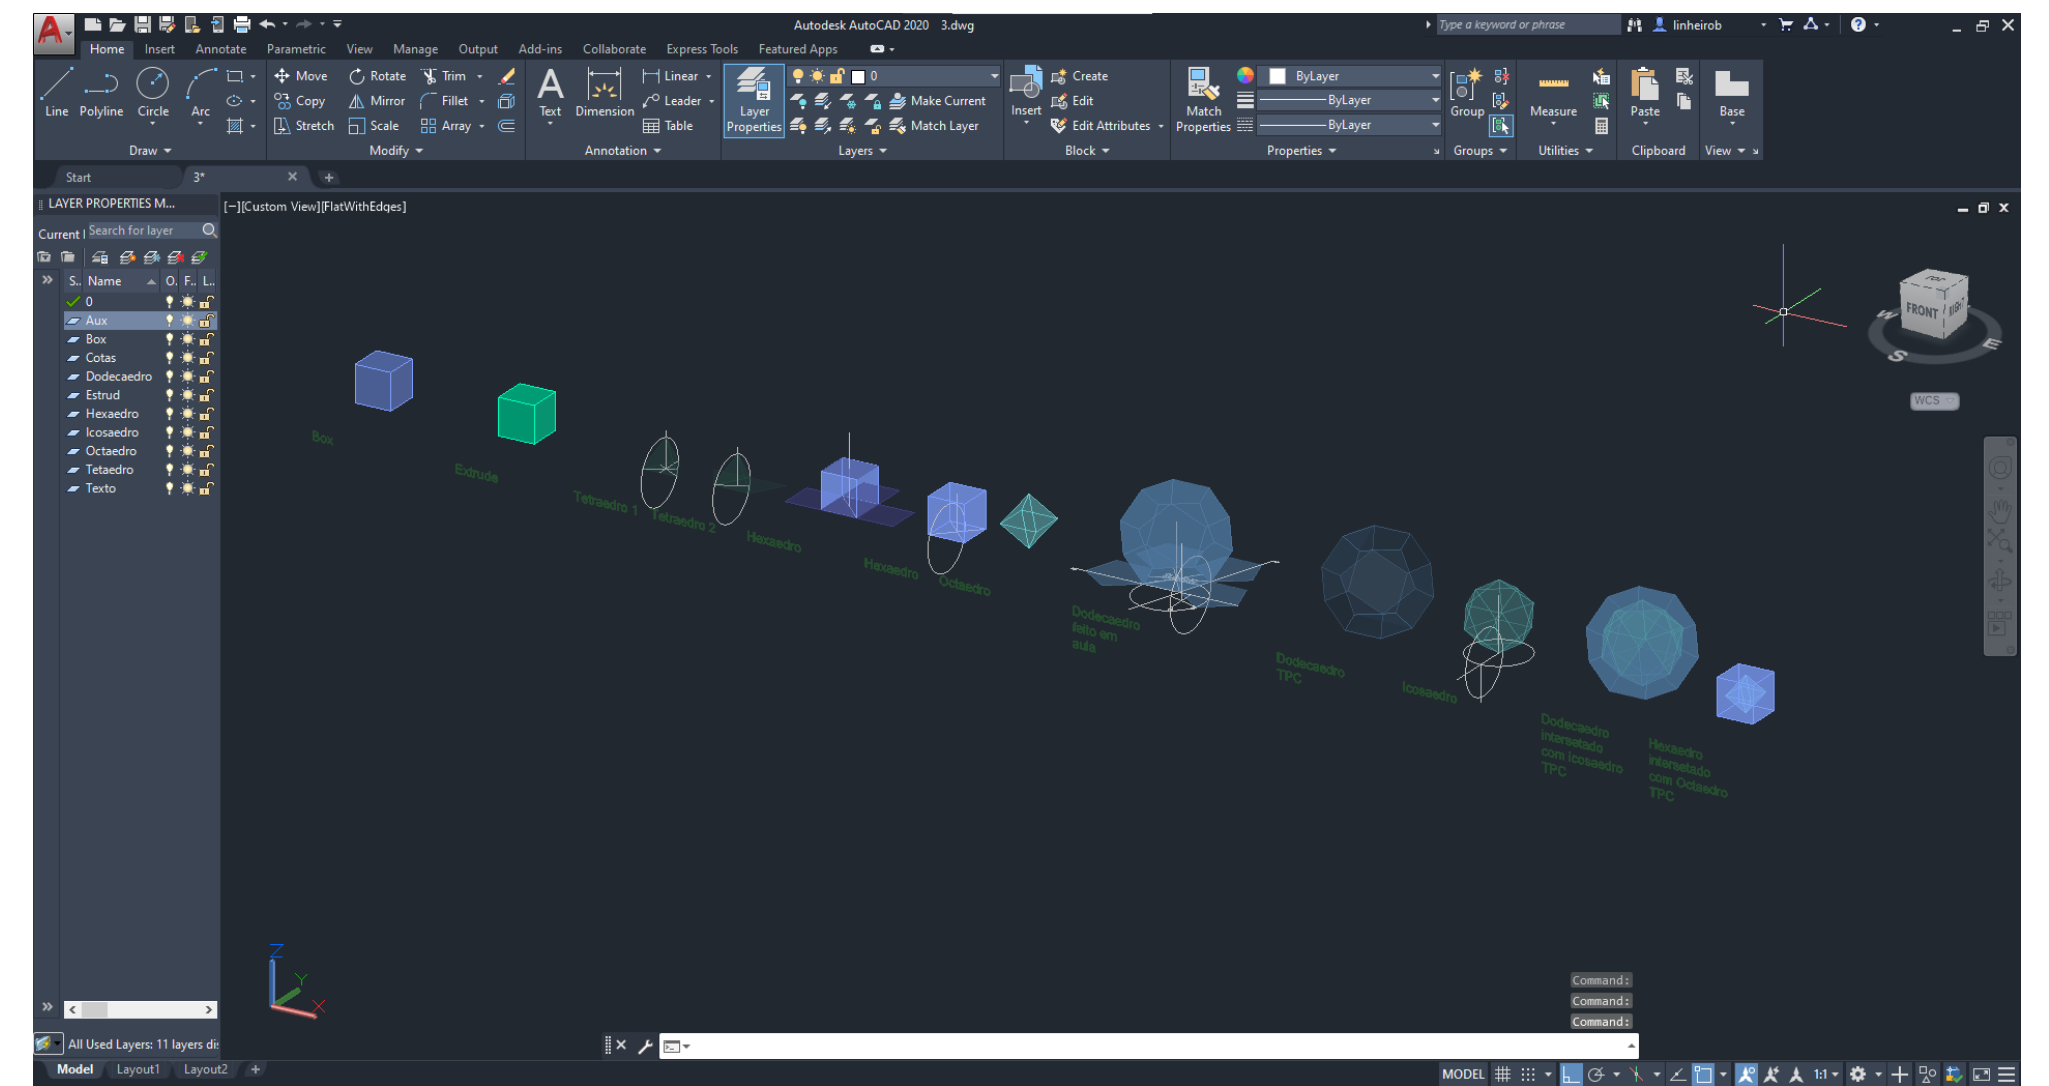 Autodesk AutoCAD 2020 3.dwg
Type a keyword or phrase
linheirob
Home Insert Annotate Parametric View Manage Output Add-ins Collaborate Express Tools Featured Apps
Line Polyline Circle Arc
Draw
Move Rotate Trim
Copy Mirror Fillet
Stretch Scale Array
Modify
Text Dimension
Linear
Leader
Table
Annotation
Layer
Properties
0
Make Current
Match Layer
Layers
Insert
Create
Edit
Edit Attributes
Block
Match
Properties
ByLayer
ByLayer
ByLayer
Properties
Group
Groups
Measure
Utilities
Paste
Clipboard
Base
View
Start 3*
LAYER PROPERTIES M...
Current
Search for layer
S.. Name O. F.. L..
0
Aux
Box
Cotas
Dodecaedro
Estrud
Hexaedro
Icosaedro
Octaedro
Tetaedro
Texto
All Used Layers: 11 layers
[−][Custom View][FlatWithEdges]
TOP
FRONT
RIGHT
W
S
E
WCS
Box
Extrude
Tetraedro 1
Tetraedro 2
Hexaedro
Hexaedro
Octaedro
Dodecaedro
feito em
aula
Dodecaedro
TPC
Icosaedro
Dodecaedro
intersetado
com Icosaedro
TPC
Hexaedro
intersetado
com Octaedro
TPC
Z
Y
X
Command:
Command:
Command:
Model Layout1 Layout2
MODEL
1:1